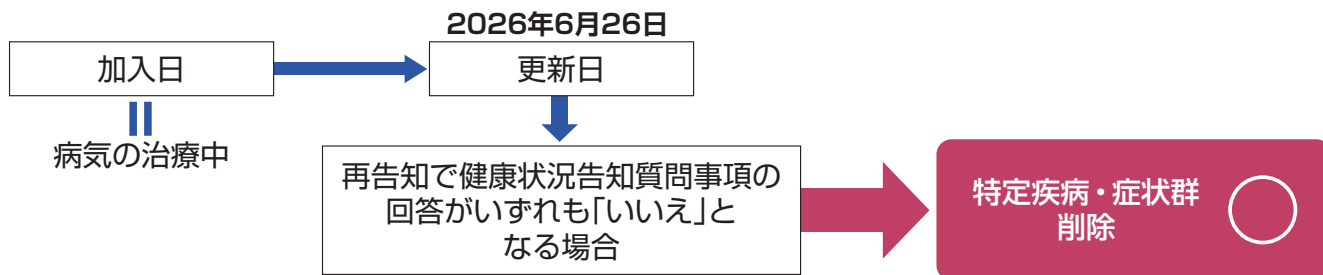 2026年6月26日
加入日
更新日
病気の治療中
再告知で健康状況告知質問事項の
回答がいずれも「いいえ」と
なる場合
特定疾病・症状群
削除